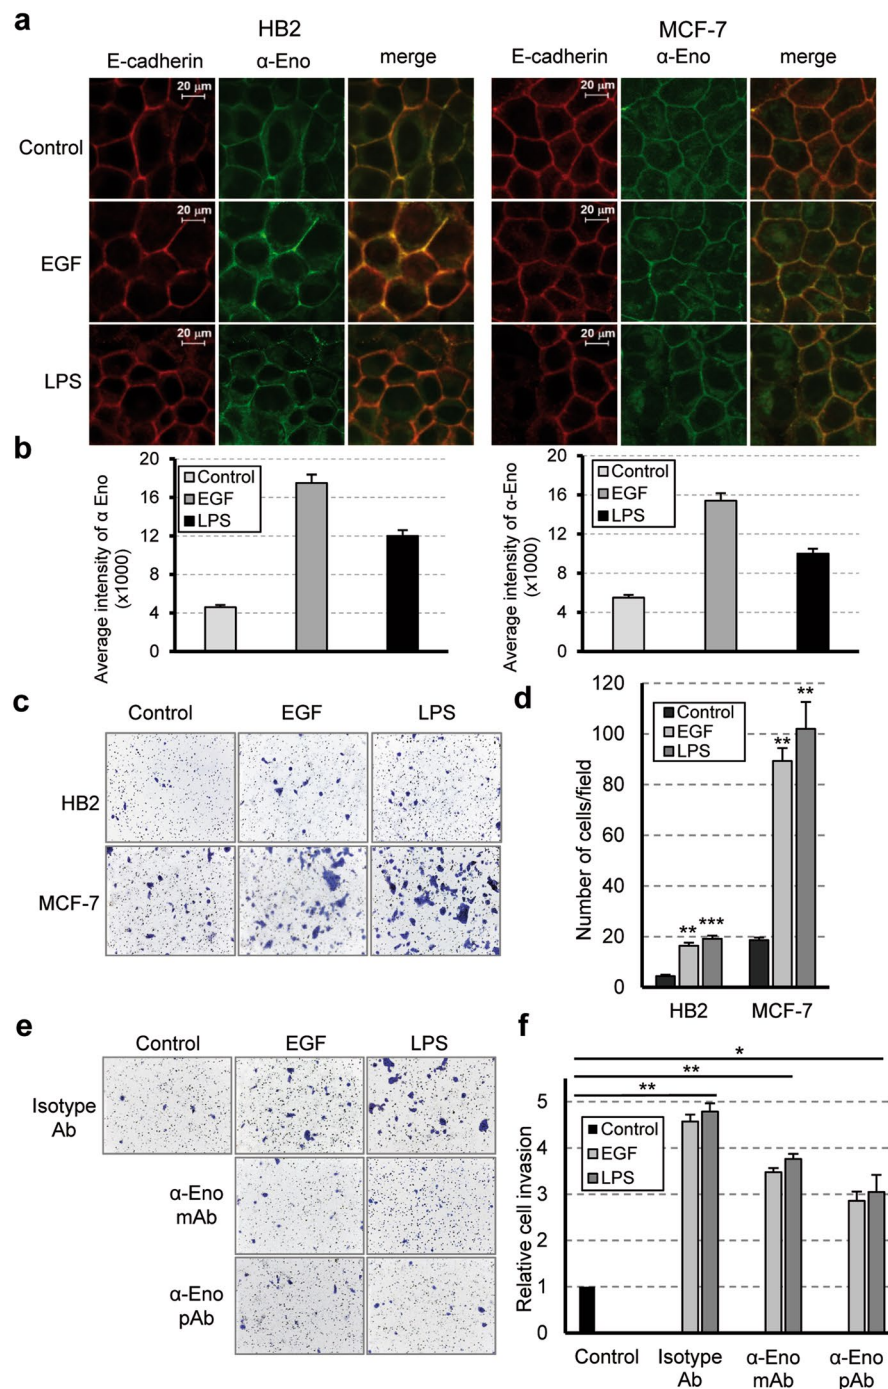 a
HB2
MCF-7
E-cadherin α-Eno merge
E-cadherin α-Eno merge
Control
20 μm
20 μm
EGF
20 μm
20 μm
LPS
20 μm
20 μm
b
Average intensity of α Eno
(x1000)
20
16
12
8
4
0
Control
EGF
LPS
Average intensity of α-Eno
(x1000)
20
16
12
8
4
0
Control
EGF
LPS
c
Control EGF LPS
HB2
MCF-7
d
Number of cells/field
120
100
80
60
40
20
0
Control
EGF
LPS
** ***
** **
HB2 MCF-7
e
Control EGF LPS
Isotype
Ab
α-Eno
mAb
α-Eno
pAb
f
*
**
**
Relative cell invasion
5
4
3
2
1
0
Control
EGF
LPS
Control
Isotype
Ab
α-Eno
mAb
α-Eno
pAb